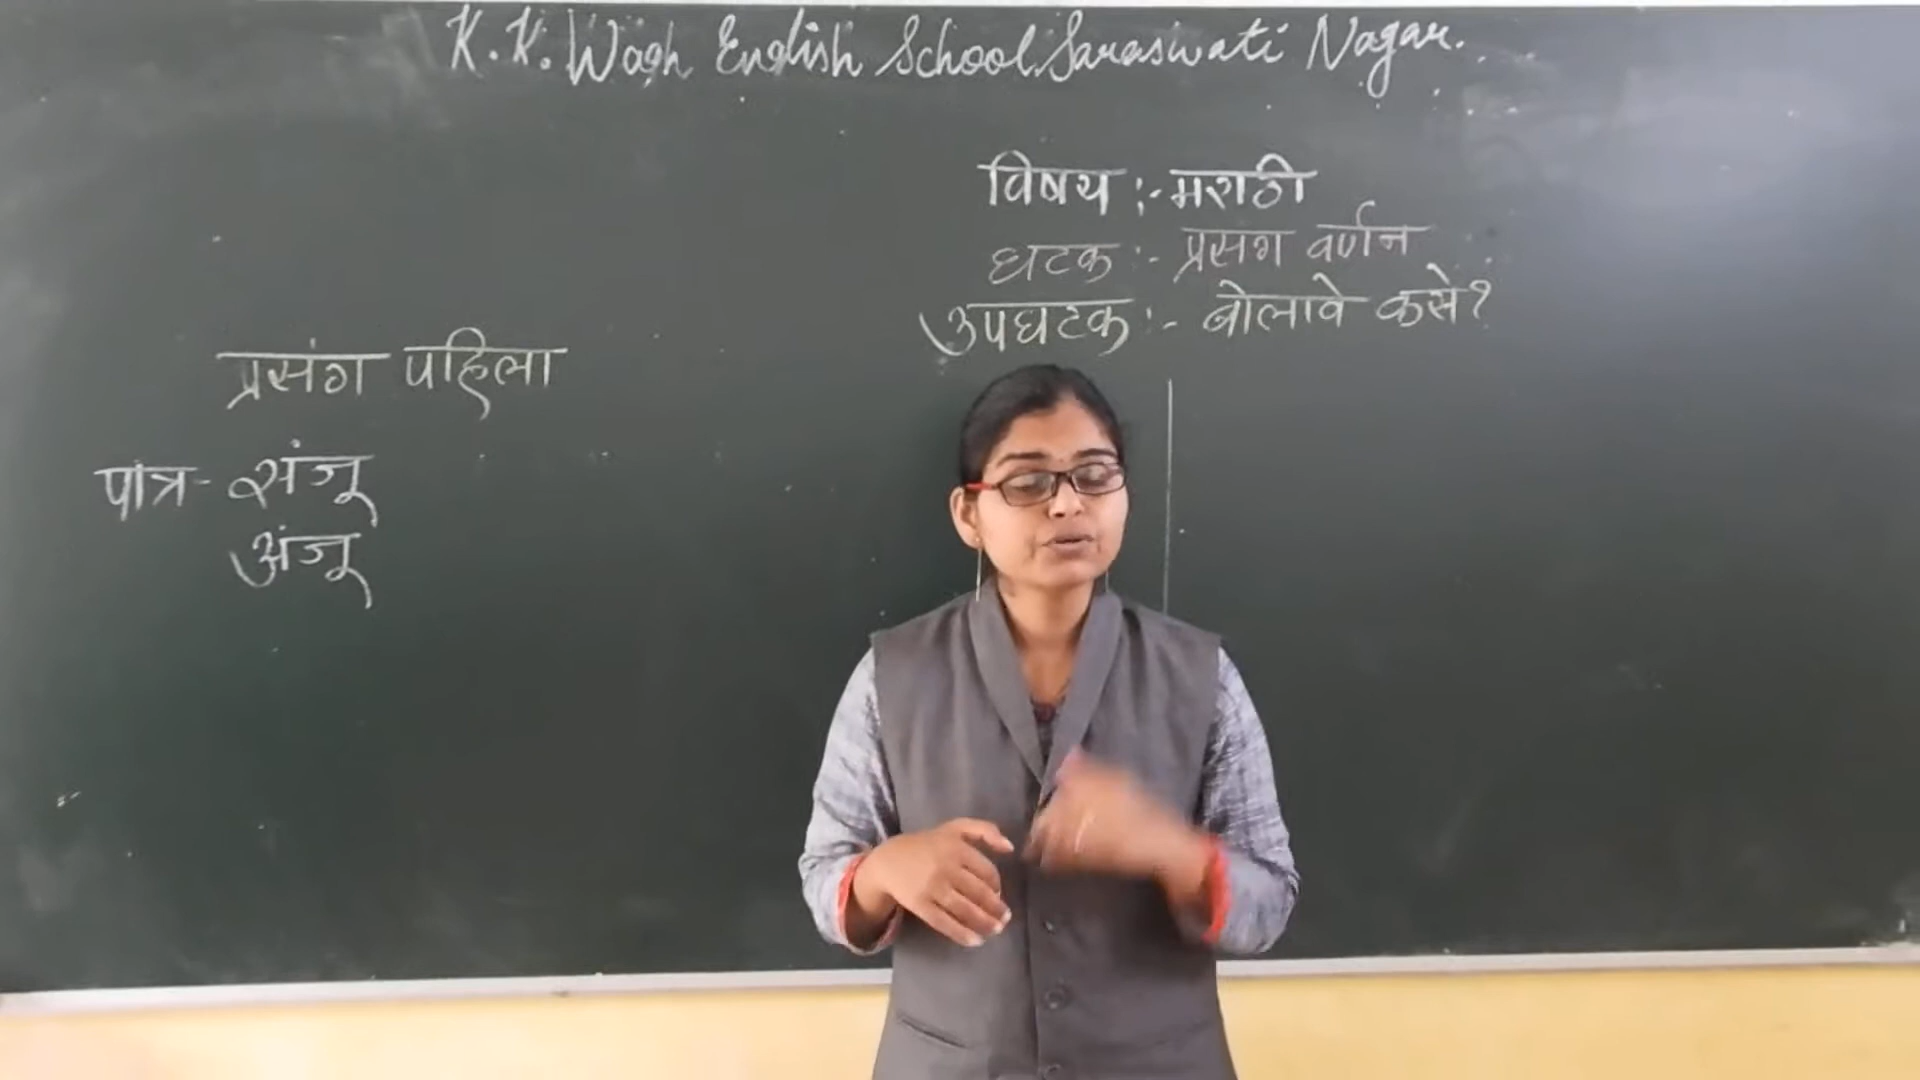 K. K. Wagh English School, Saraswati Nagar.
विषय :- मराठी
घटक :- प्रसंग वर्णन
उपघटक :- बोलावे कसे?
प्रसंग पहिला
पात्र - संजू
अंजू